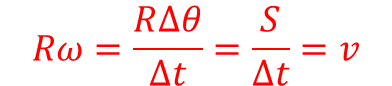 Rω = RΔθ/Δt = S/Δt = v